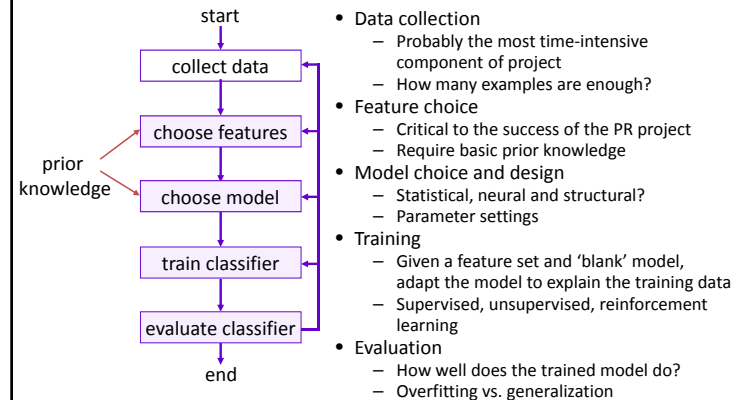 start
collect data
choose features
prior
knowledge
choose model
train classifier
evaluate classifier
end
• Data collection
– Probably the most time-intensive
component of project
– How many examples are enough?
• Feature choice
– Critical to the success of the PR project
– Require basic prior knowledge
• Model choice and design
– Statistical, neural and structural?
– Parameter settings
• Training
– Given a feature set and ‘blank’ model,
adapt the model to explain the training data
– Supervised, unsupervised, reinforcement
learning
• Evaluation
– How well does the trained model do?
– Overfitting vs. generalization